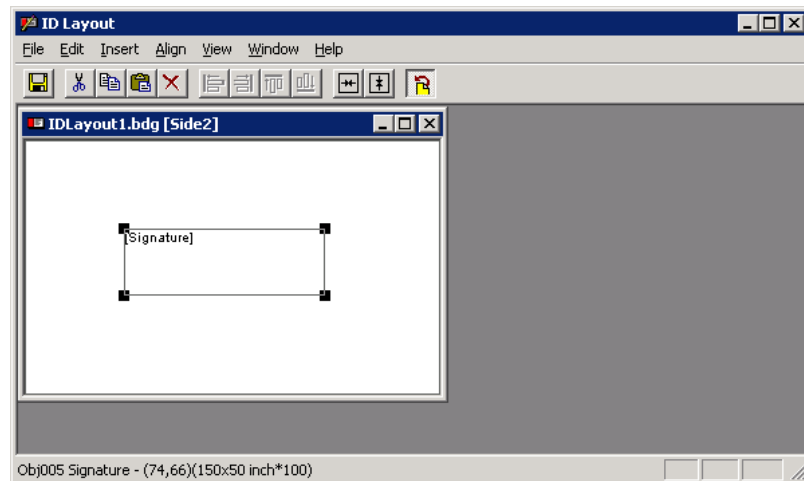 ID Layout
File Edit Insert Align View Window Help
IDLayout1.bdg [Side2]
[Signature]
Obj005 Signature - (74,66)(150x50 inch*100)